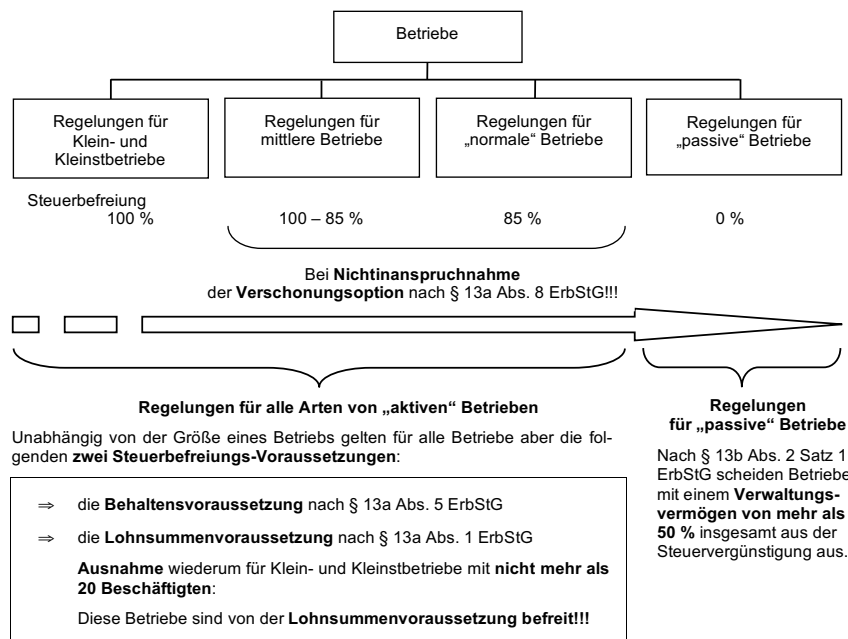 Betriebe
Regelungen für
Klein- und
Kleinstbetriebe
Regelungen für
mittlere Betriebe
Regelungen für
„normale“ Betriebe
Regelungen für
„passive“ Betriebe
Steuerbefreiung
100 %
100 – 85 %
85 %
0 %
Bei Nichtinanspruchnahme
der Verschonungsoption nach § 13a Abs. 8 ErbStG!!!
Regelungen für alle Arten von „aktiven“ Betrieben
Unabhängig von der Größe eines Betriebs gelten für alle Betriebe aber die fol-
genden zwei Steuerbefreiungs-Voraussetzungen:
⇒ die Behaltensvoraussetzung nach § 13a Abs. 5 ErbStG
⇒ die Lohnsummenvoraussetzung nach § 13a Abs. 1 ErbStG
Ausnahme wiederum für Klein- und Kleinstbetriebe mit nicht mehr als
20 Beschäftigten:
Diese Betriebe sind von der Lohnsummenvoraussetzung befreit!!!
Regelungen
für „passive“ Betriebe
Nach § 13b Abs. 2 Satz 1
ErbStG scheiden Betriebe
mit einem Verwaltungs-
vermögen von mehr als
50 % insgesamt aus der
Steuervergünstigung aus.